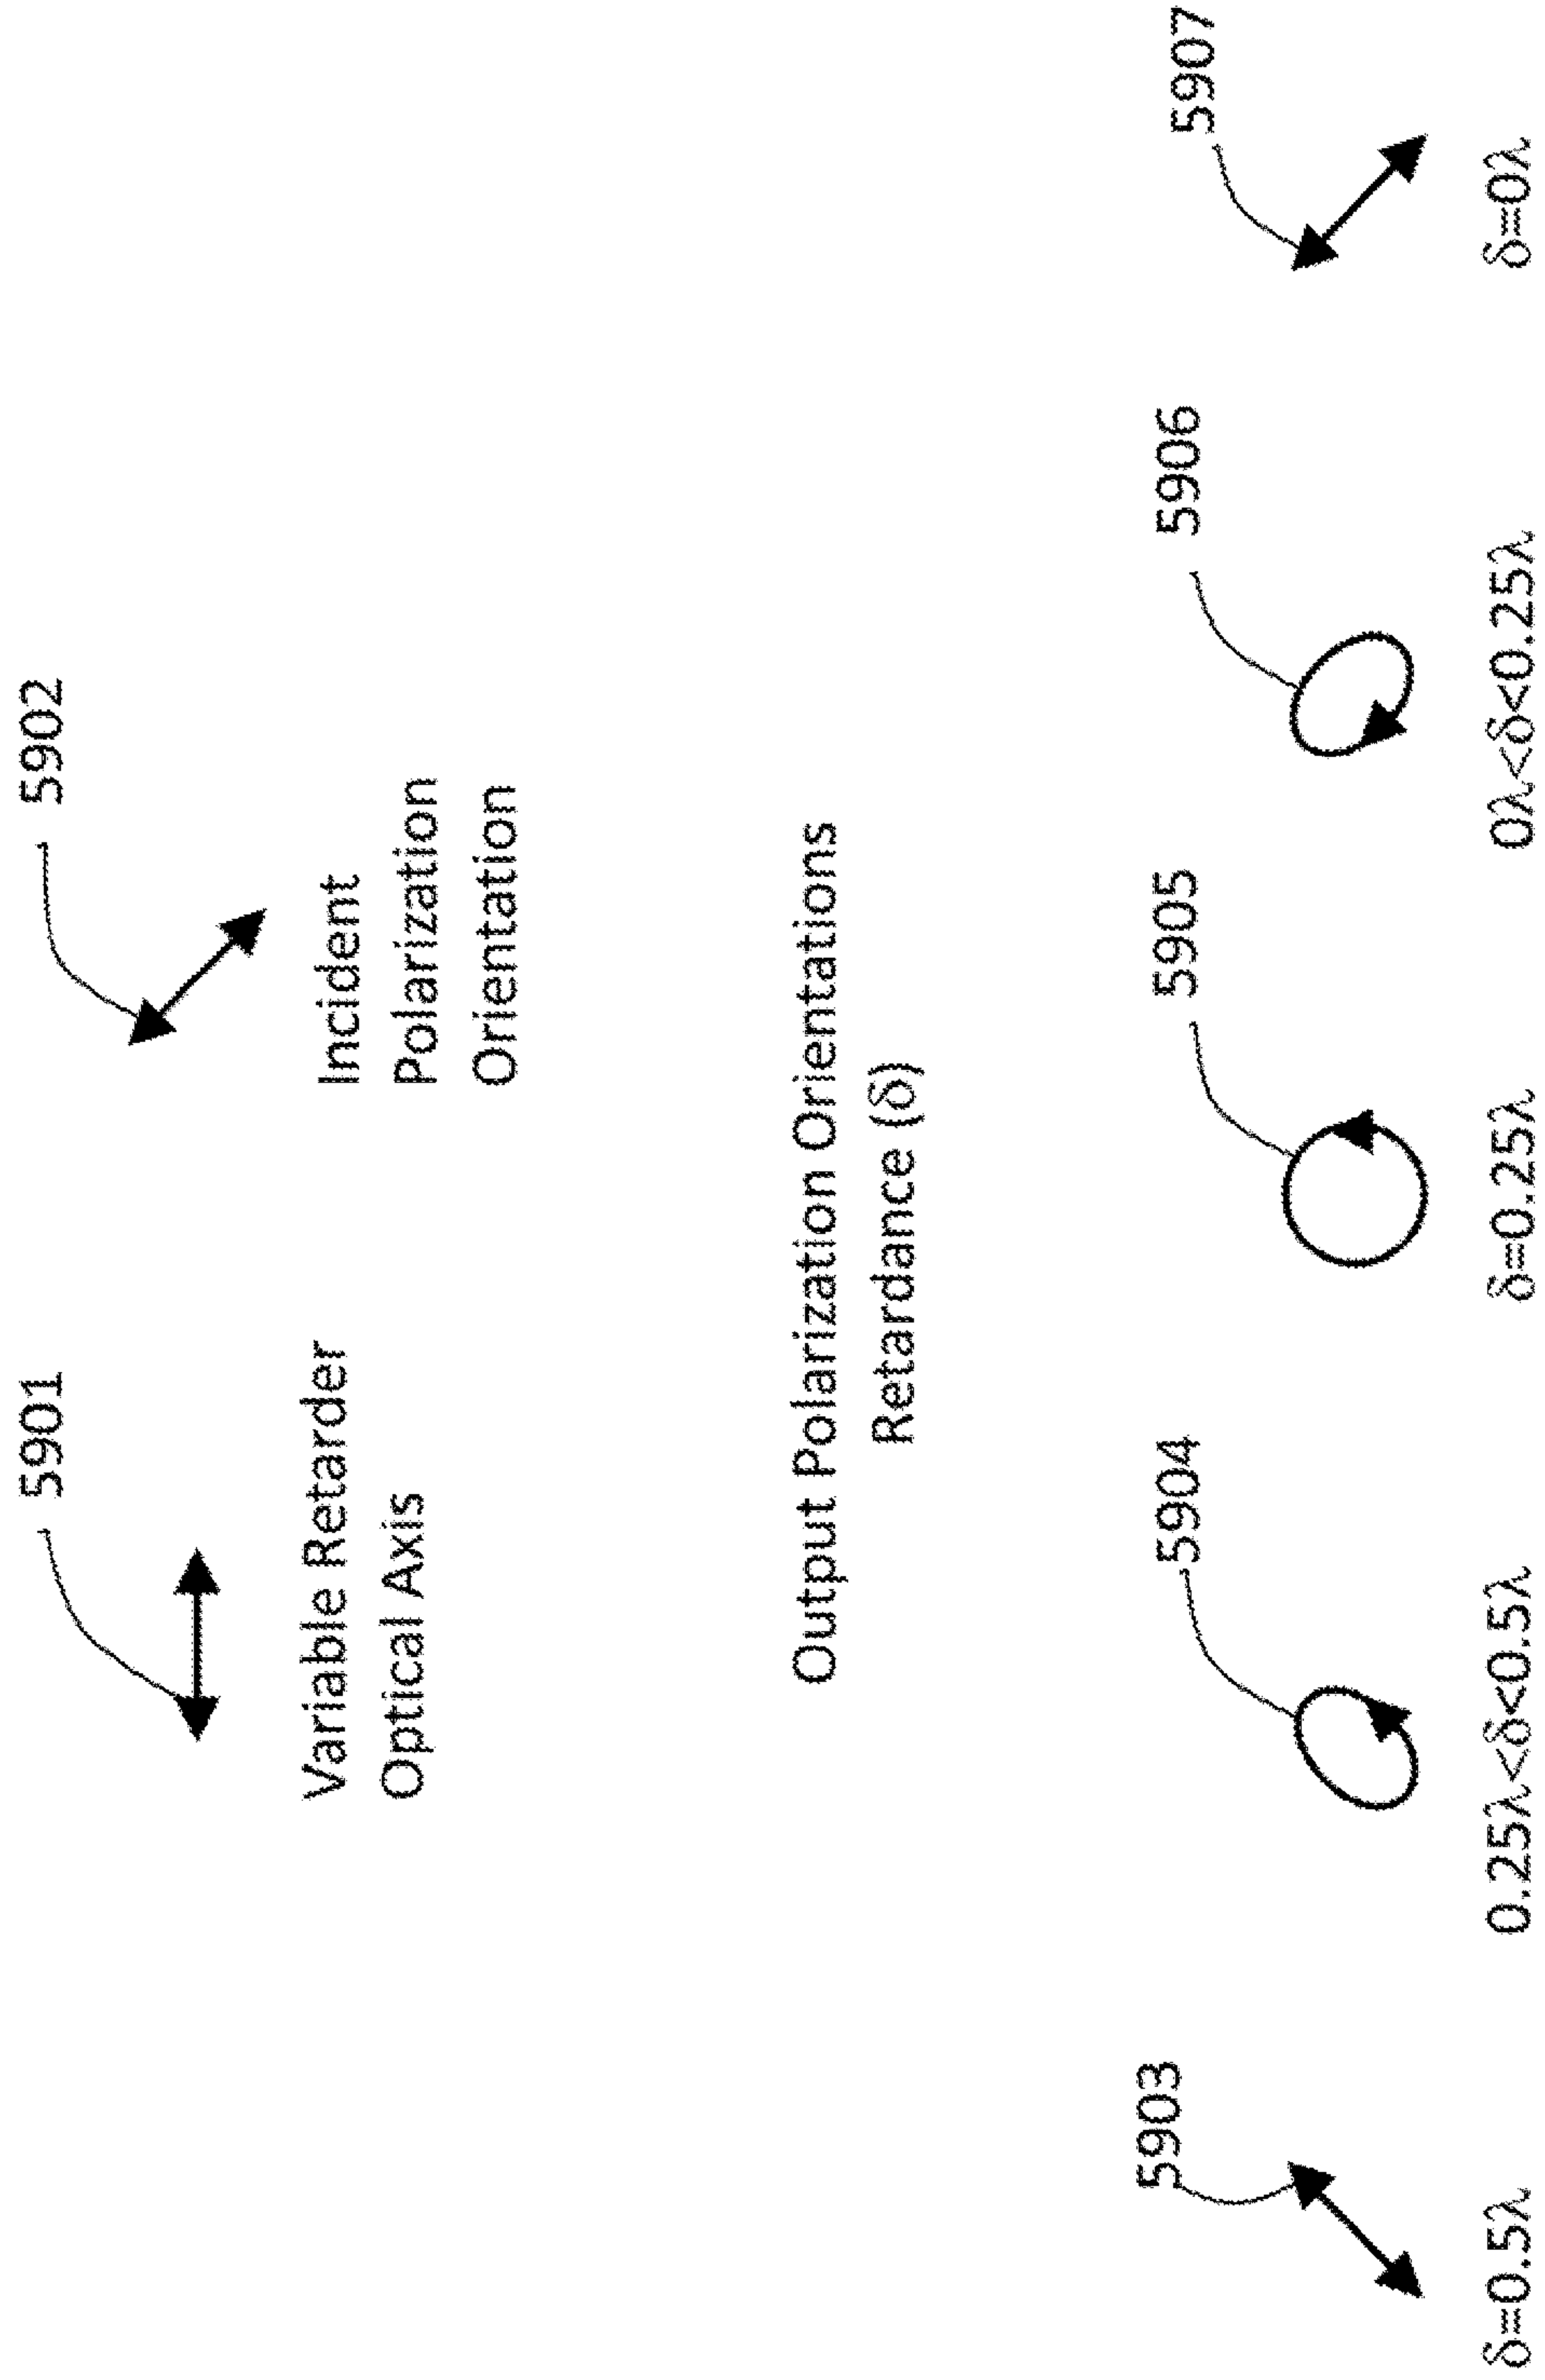 5901
5902
Variable Retarder
Optical Axis
Incident
Polarization
Orientation
Output Polarization Orientations
Retardance (δ)
5903
5904
5905
5906
5907
δ=0.5λ
0.25λ<δ<0.5λ
δ=0.25λ
0λ<δ<0.25λ
δ=0λ